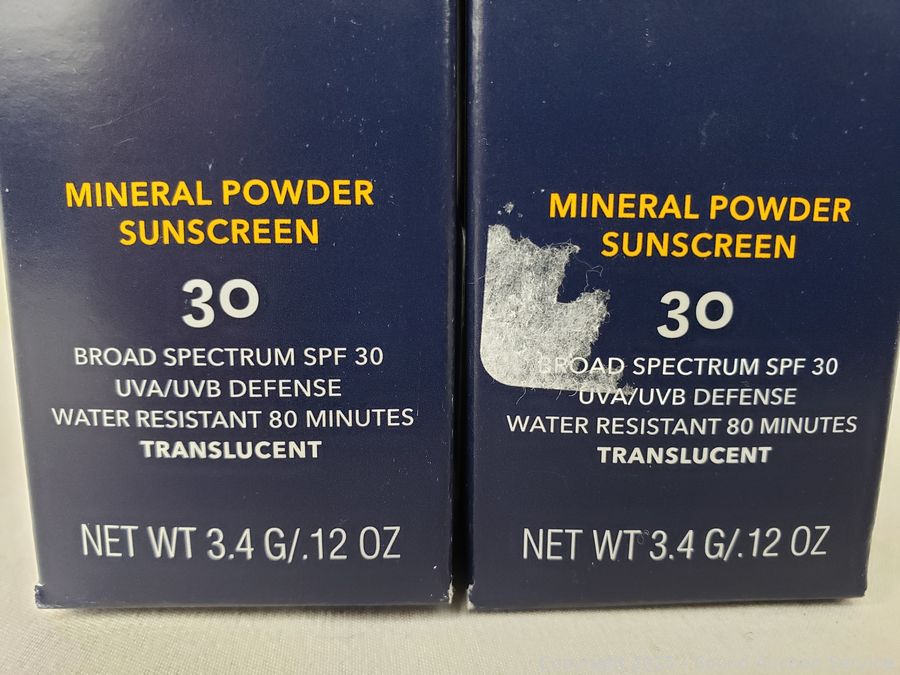 MINERAL POWDER
SUNSCREEN
30
BROAD SPECTRUM SPF 30
UVA/UVB DEFENSE
WATER RESISTANT 80 MINUTES
TRANSLUCENT
NET WT 3.4 G/.12 OZ
MINERAL POWDER
SUNSCREEN
30
BROAD SPECTRUM SPF 30
UVA/UVB DEFENSE
WATER RESISTANT 80 MINUTES
TRANSLUCENT
NET WT 3.4 G/.12 OZ